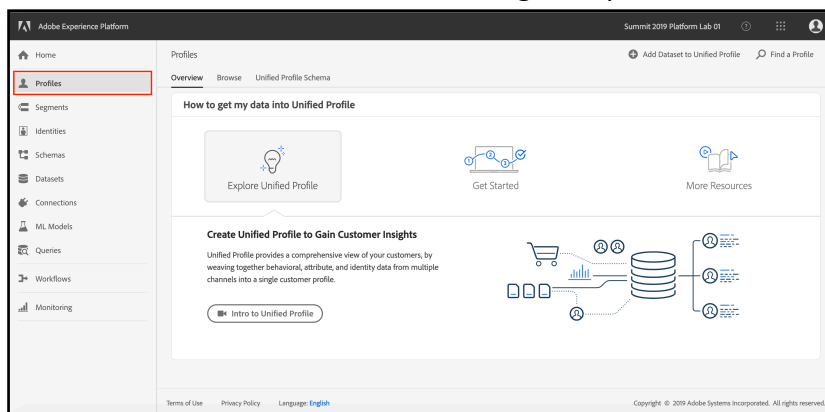 Adobe Experience Platform
Summit 2019 Platform Lab 01
Home
Profiles
Segments
Identities
Schemas
Datasets
Connections
ML Models
Queries
Workflows
Monitoring
Profiles
Add Dataset to Unified Profile
Find a Profile
Overview Browse Unified Profile Schema
How to get my data into Unified Profile
Explore Unified Profile
Get Started
More Resources
Create Unified Profile to Gain Customer Insights
Unified Profile provides a comprehensive view of your customers, by
weaving together behavioral, attribute, and identity data from multiple
channels into a single customer profile.
Intro to Unified Profile
Terms of Use Privacy Policy Language: English
Copyright © 2019 Adobe Systems Incorporated. All rights reserved.